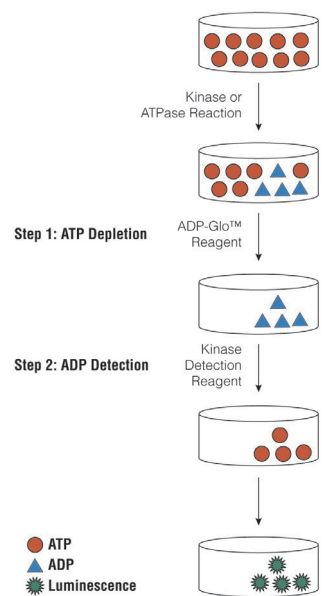 Kinase or
ATPase Reaction
Step 1: ATP Depletion
ADP-Glo™
Reagent
Step 2: ADP Detection
Kinase
Detection
Reagent
ATP
ADP
Luminescence